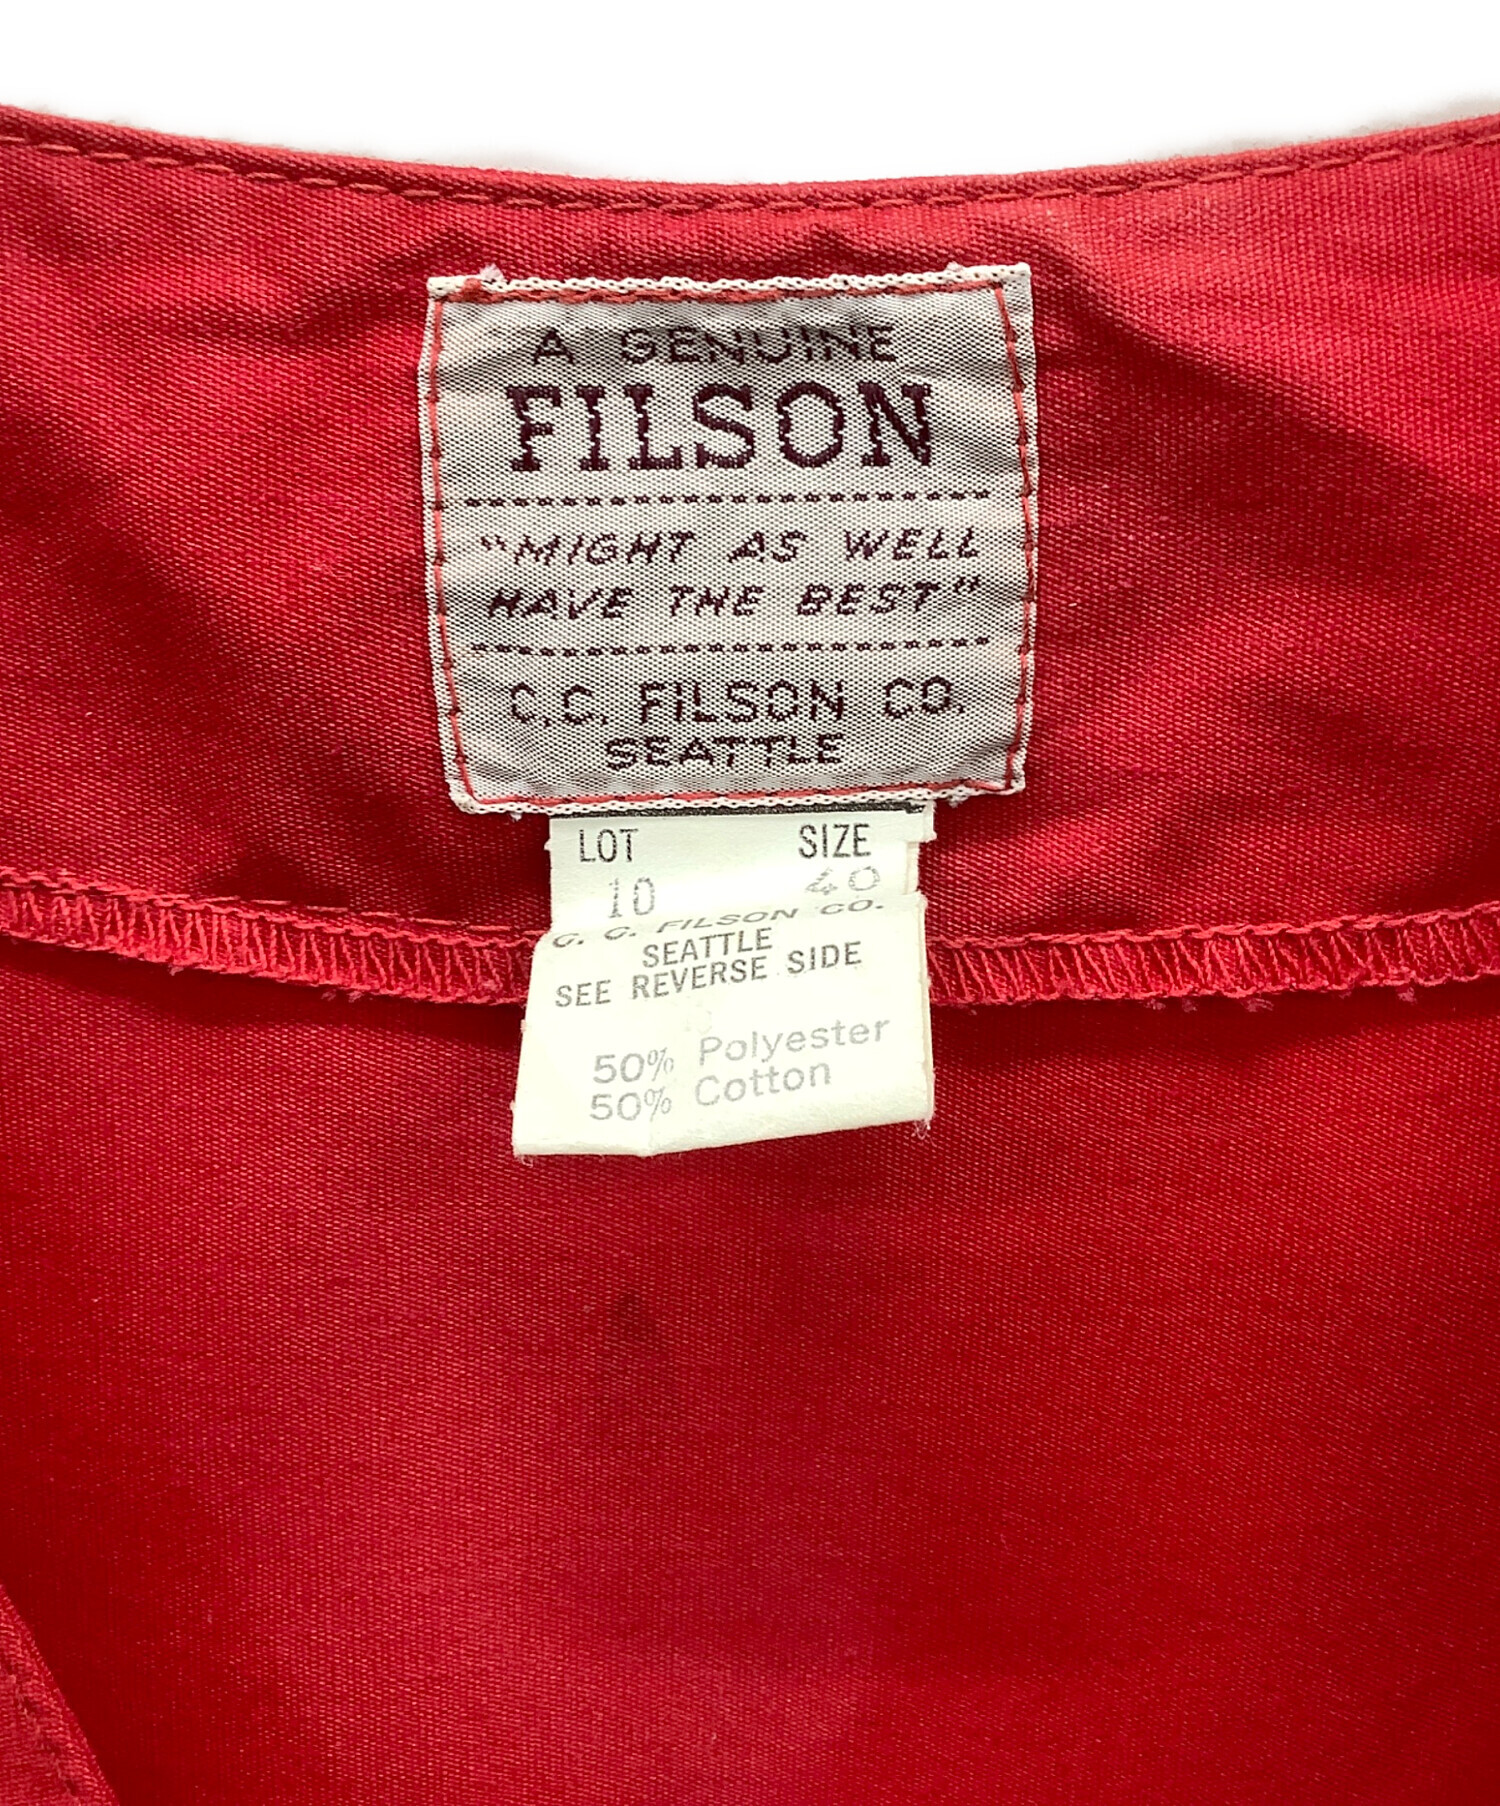 A GENUINE
FILSON
"MIGHT AS WELL
HAVE THE BEST"
C.C. FILSON CO.
SEATTLE
LOT SIZE
10 40
C. C. FILSON CO.
SEATTLE
SEE REVERSE SIDE
50% Polyester
50% Cotton